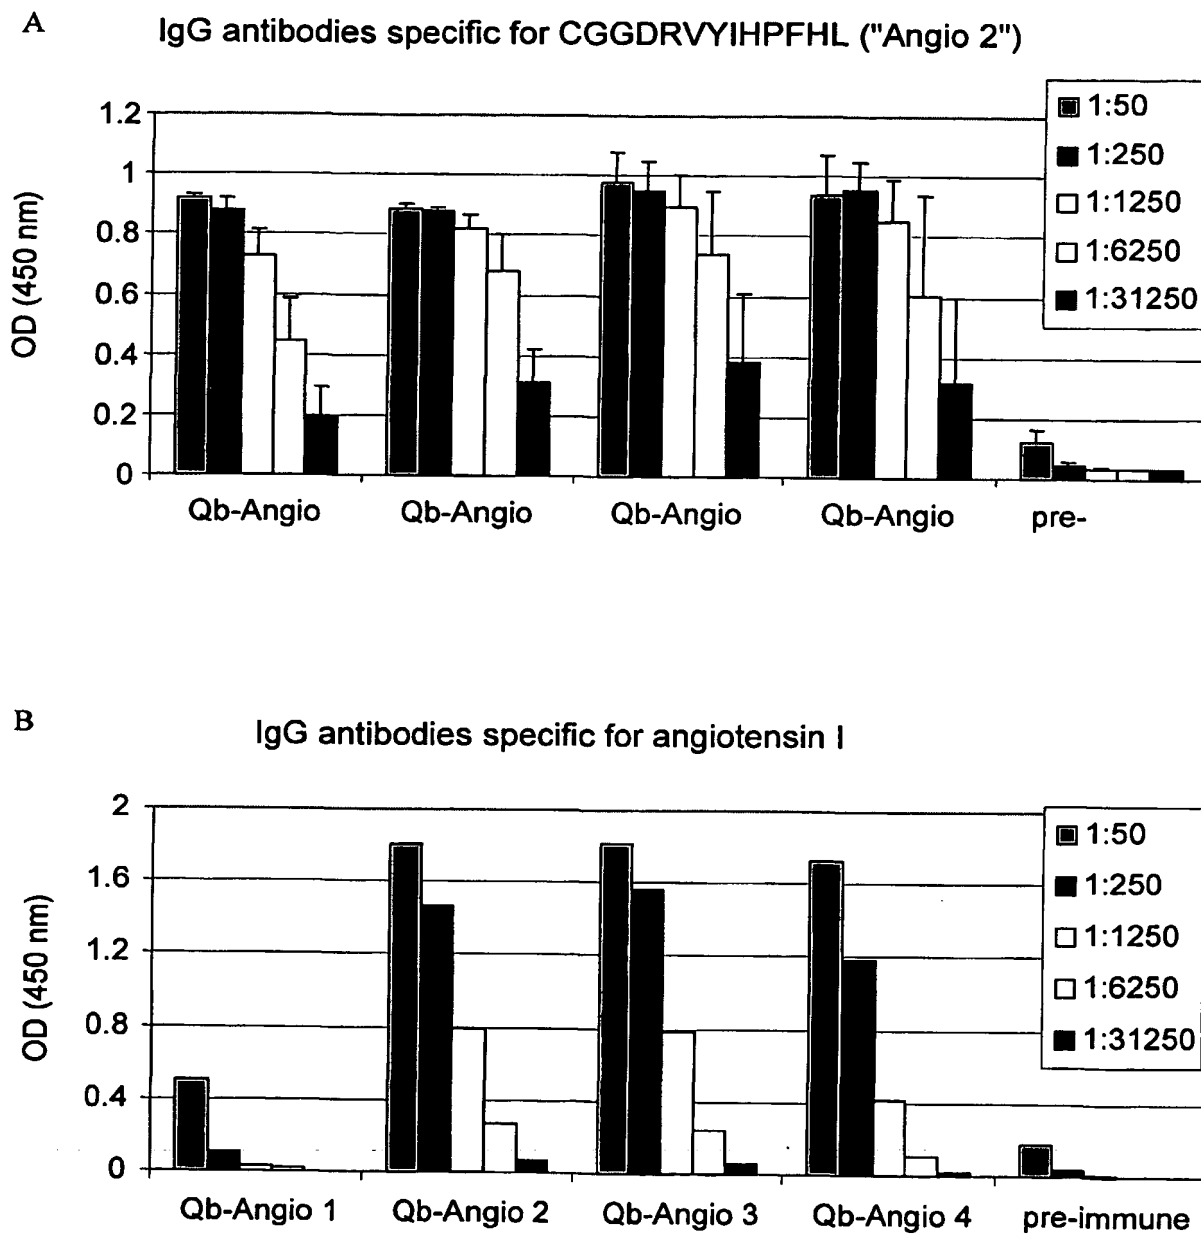 A
IgG antibodies specific for CGGDRVYIHPFHL ("Angio 2")
OD (450 nm)
1.2
1
0.8
0.6
0.4
0.2
0
1:50
1:250
1:1250
1:6250
1:31250
Qb-Angio Qb-Angio Qb-Angio Qb-Angio pre-
B
IgG antibodies specific for angiotensin I
OD (450 nm)
2
1.6
1.2
0.8
0.4
0
1:50
1:250
1:1250
1:6250
1:31250
Qb-Angio 1 Qb-Angio 2 Qb-Angio 3 Qb-Angio 4 pre-immune